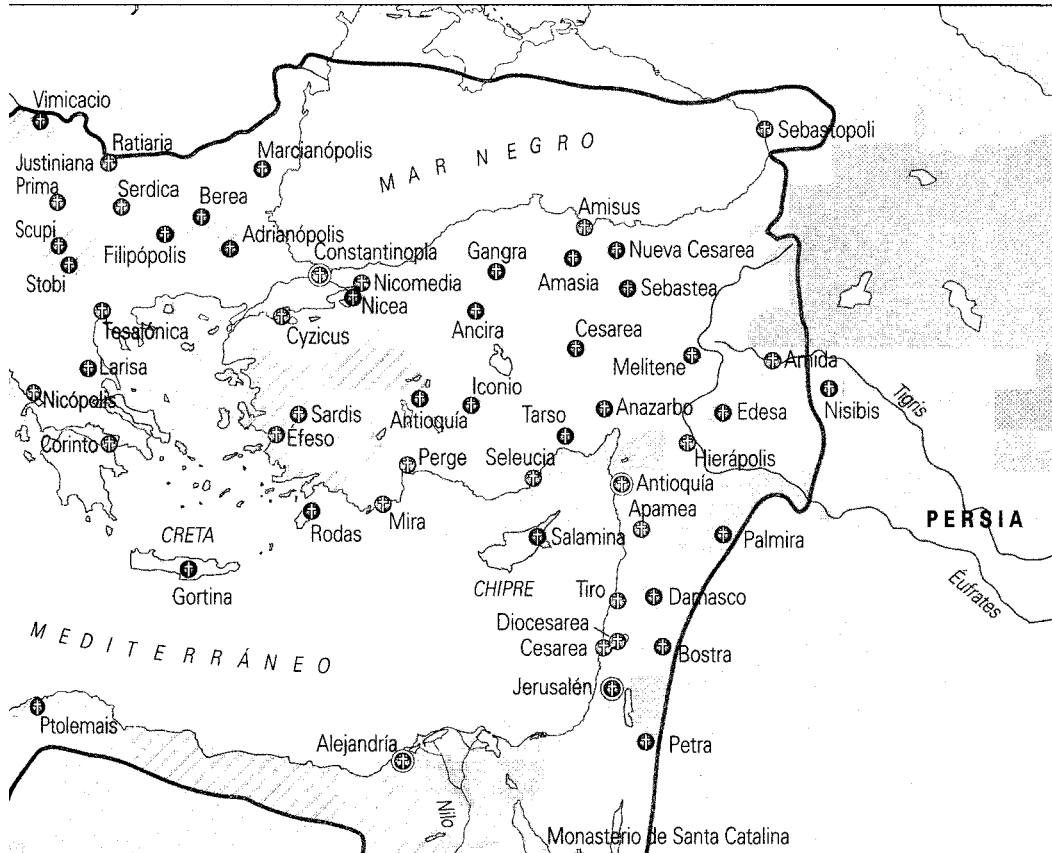 Vimicacio
Ratiaria
Justiniana
Prima
Serdica
Berea
Marcianópolis
Scupi
Stobi
Filipópolis
Adrianópolis
MAR NEGRO
Sebastopoli
Constantinopla
Nicomedia
Nicea
Cyzicus
Gangra
Amisus
Nueva Cesarea
Amasia
Sebastea
Ancira
Cesarea
Melitene
Amida
Tesalónica
Larisa
Nicópolis
Corinto
Sardis
Éfeso
Antioquía
Iconio
Tarso
Anazarbo
Edesa
Nisibis
Tigris
Hierápolis
Perge
Seleucia
Mira
Rodas
Antioquía
Apamea
PERSIA
Palmira
Éufrates
CRETA
Gortina
Salamina
CHIPRE
Tiro
Damasco
Diocesarea
Cesarea
Bostra
MEDITERRÁNEO
Jerusalén
Ptolemais
Alejandría
Petra
Nilo
Monasterio de Santa Catalina